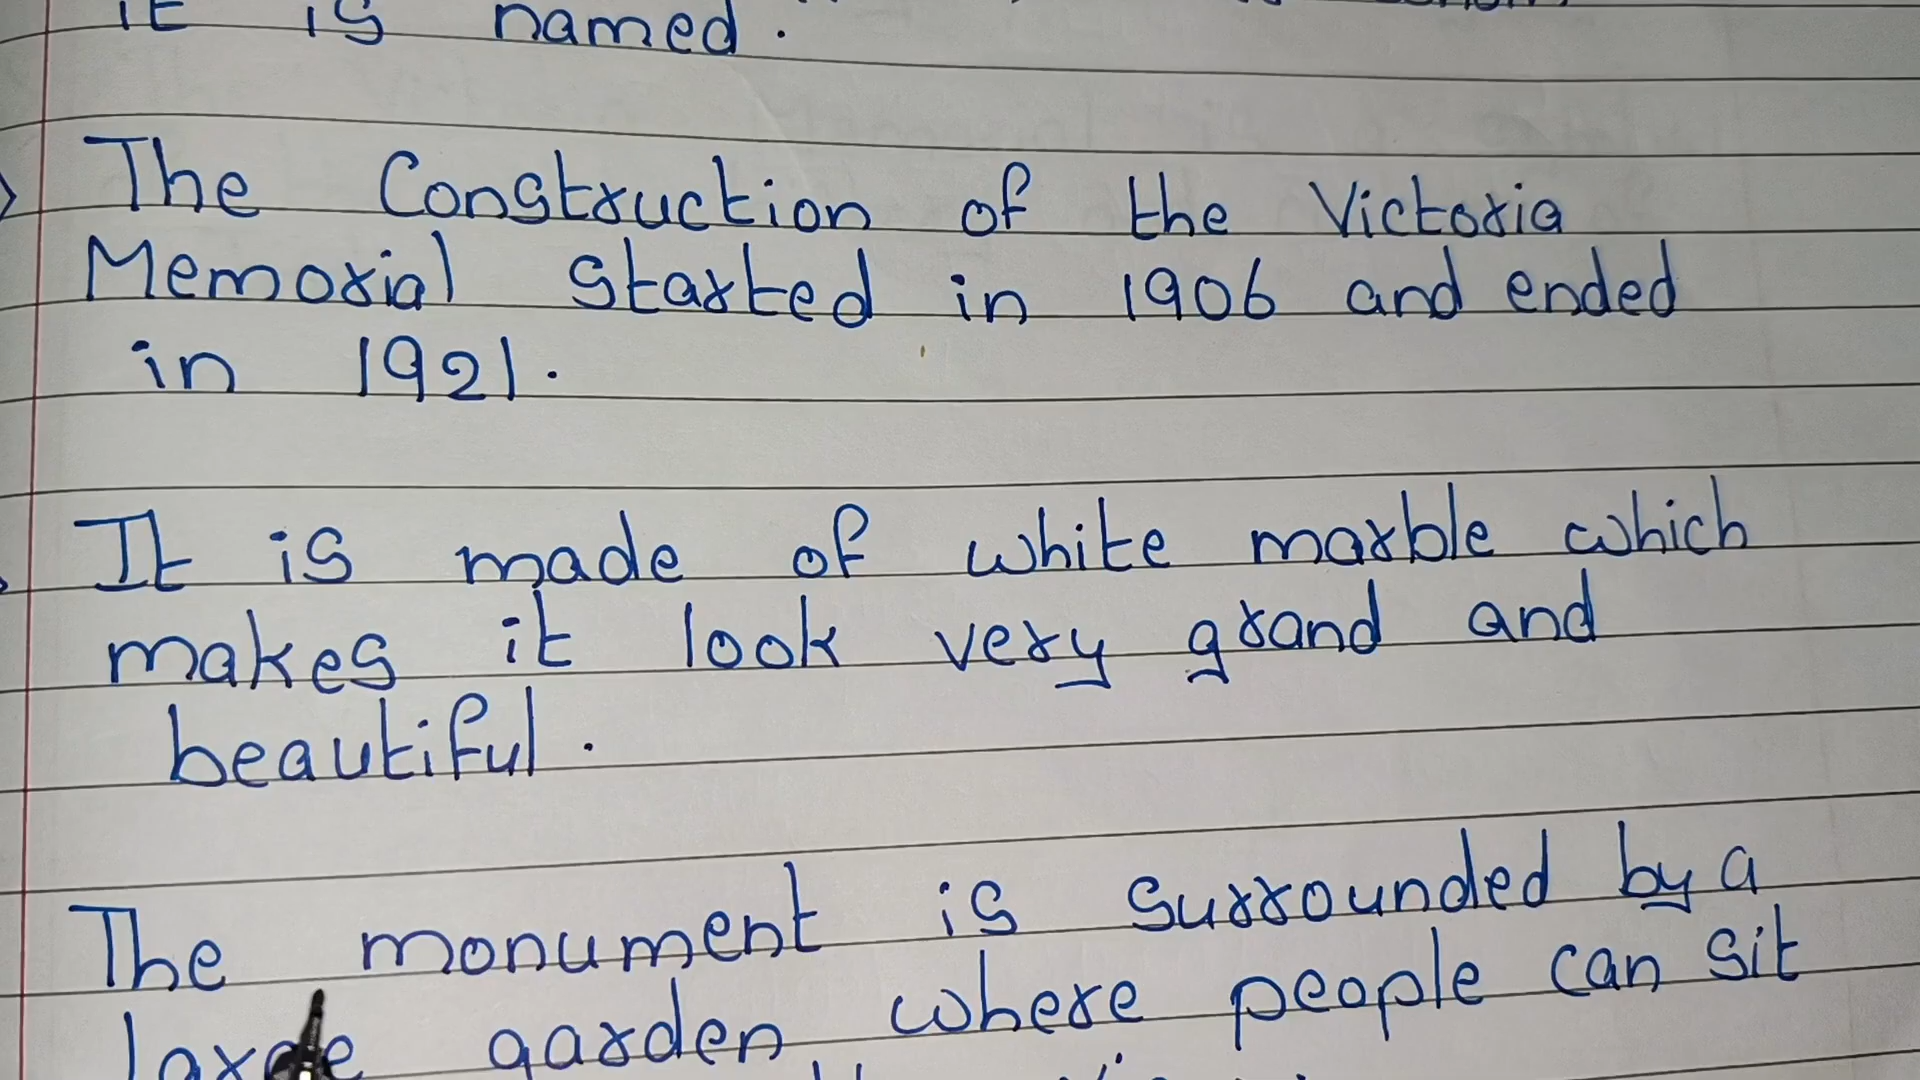 it is named.
The Construction of the Victoria
Memorial started in 1906 and ended
in 1921.
It is made of white marble which
makes it look very grand and
beautiful.
The monument is surrounded by a
large garden where people can sit